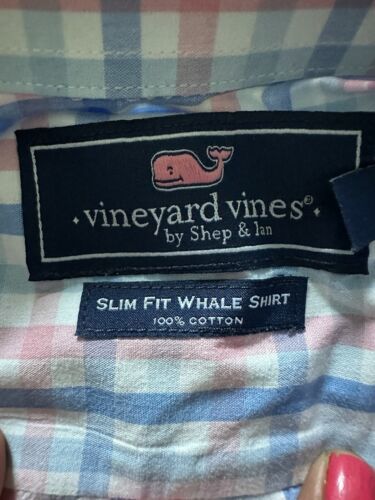 · vineyard vines® ·
by Shep & Ian
SLIM FIT WHALE SHIRT
100% COTTON